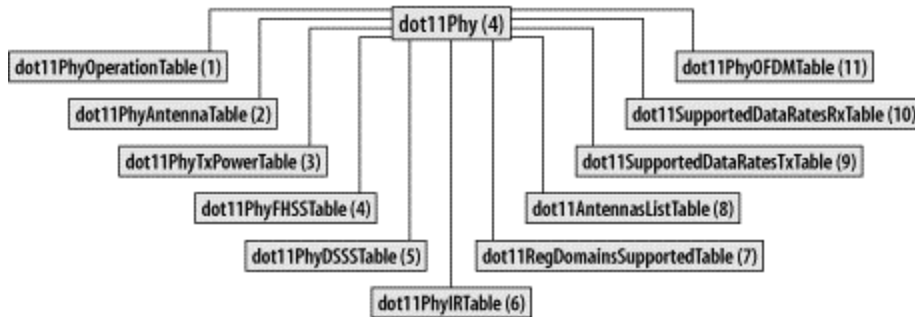 dot11Phy (4)
dot11PhyOperationTable (1)
dot11PhyOFDMTable (11)
dot11PhyAntennaTable (2)
dot11SupportedDataRatesRxTable (10)
dot11PhyTxPowerTable (3)
dot11SupportedDataRatesTxTable (9)
dot11PhyFHSSTable (4)
dot11AntennasListTable (8)
dot11PhyDSSSTable (5)
dot11RegDomainsSupportedTable (7)
dot11PhyIRTable (6)